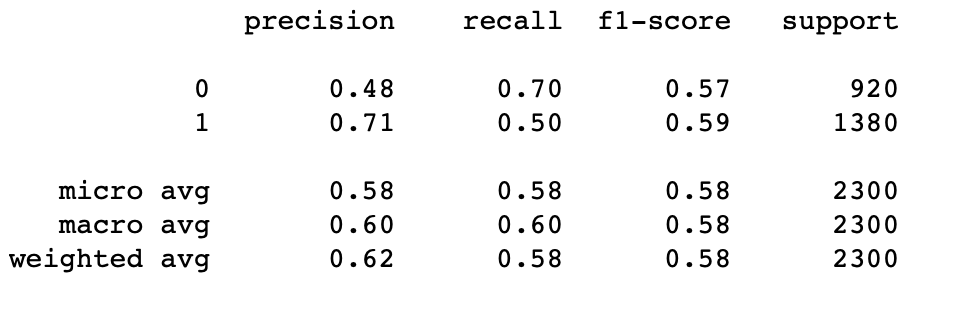 precision recall f1-score support
0 0.48 0.70 0.57 920
1 0.71 0.50 0.59 1380
micro avg 0.58 0.58 0.58 2300
macro avg 0.60 0.60 0.58 2300
weighted avg 0.62 0.58 0.58 2300